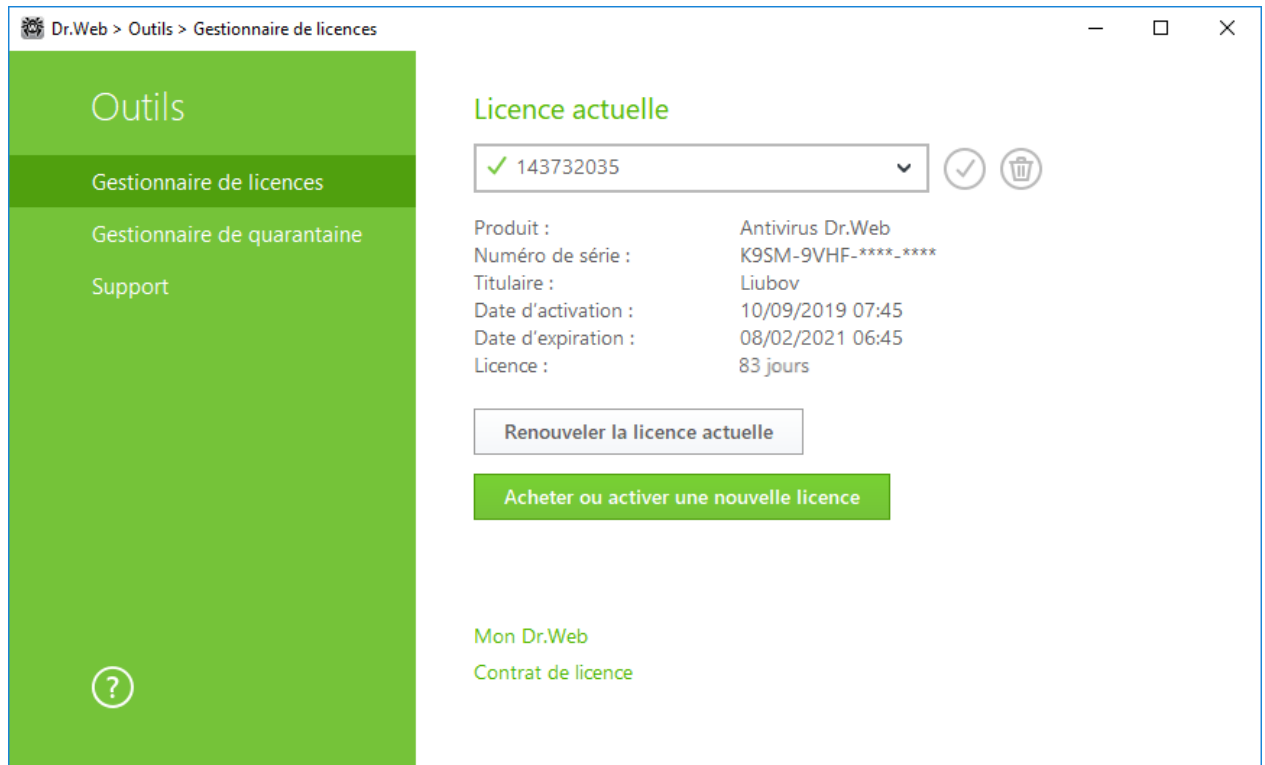 Dr.Web > Outils > Gestionnaire de licences
Outils
Gestionnaire de licences
Gestionnaire de quarantaine
Support
?
Licence actuelle
143732035
Produit : Antivirus Dr.Web
Numéro de série : K9SM-9VHF-****-****
Titulaire : Liubov
Date d'activation : 10/09/2019 07:45
Date d'expiration : 08/02/2021 06:45
Licence : 83 jours
Renouveler la licence actuelle
Acheter ou activer une nouvelle licence
Mon Dr.Web
Contrat de licence